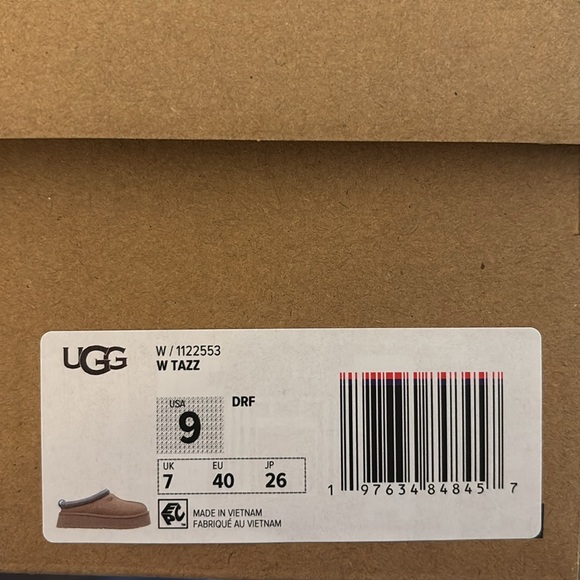 UGG
W / 1122553
W TAZZ
USA
9
DRF
UK EU JP
7 40 26
EPC
MADE IN VIETNAM
FABRIQUÉ AU VIETNAM
1 97634 84845 7